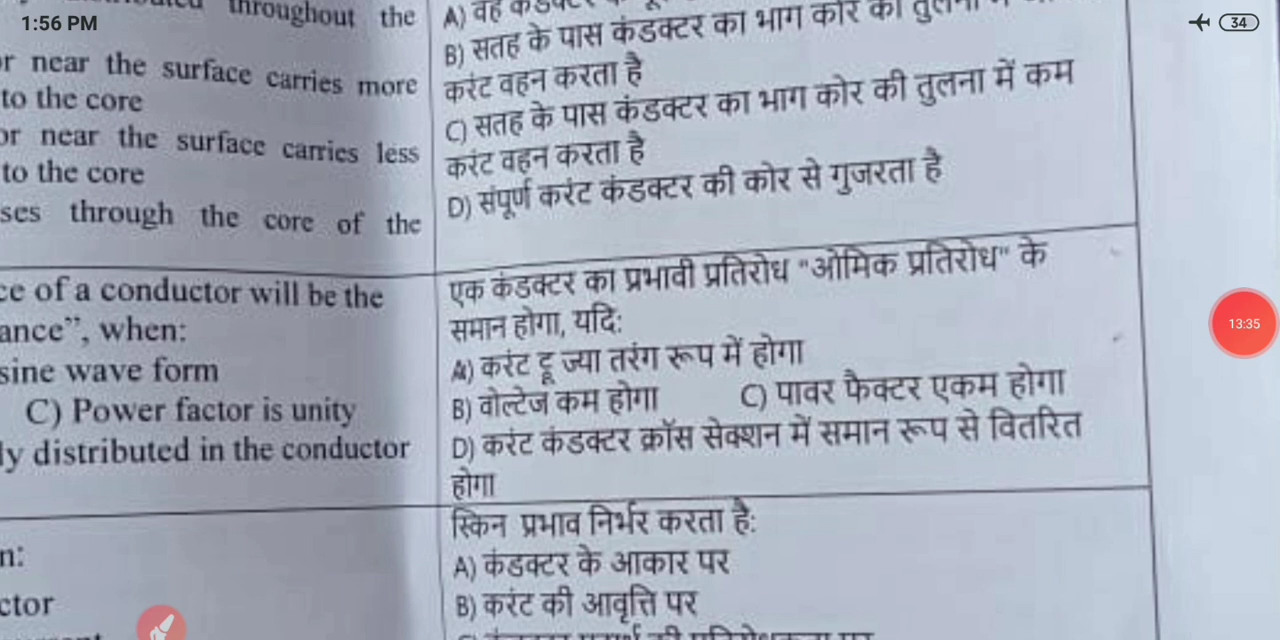 1:56 PM
34
throughout the
r near the surface carries more
to the core
or near the surface carries less
to the core
ses through the core of the
A) वह
B) सतह के पास कंडक्टर का भाग कोर की तुलना
करंट वहन करता है
C) सतह के पास कंडक्टर का भाग कोर की तुलना में कम
करंट वहन करता है
D) संपूर्ण करंट कंडक्टर की कोर से गुजरता है
ce of a conductor will be the
ance”, when:
sine wave form
C) Power factor is unity
ly distributed in the conductor
एक कंडक्टर का प्रभावी प्रतिरोध "ओमिक प्रतिरोध" के
समान होगा, यदि:
A) करंट ट्रू ज्या तरंग रूप में होगा
B) वोल्टेज कम होगा C) पावर फैक्टर एकम होगा
D) करंट कंडक्टर क्रॉस सेक्शन में समान रूप से वितरित
होगा
13:35
n:
ctor
स्किन प्रभाव निर्भर करता है:
A) कंडक्टर के आकार पर
B) करंट की आवृत्ति पर